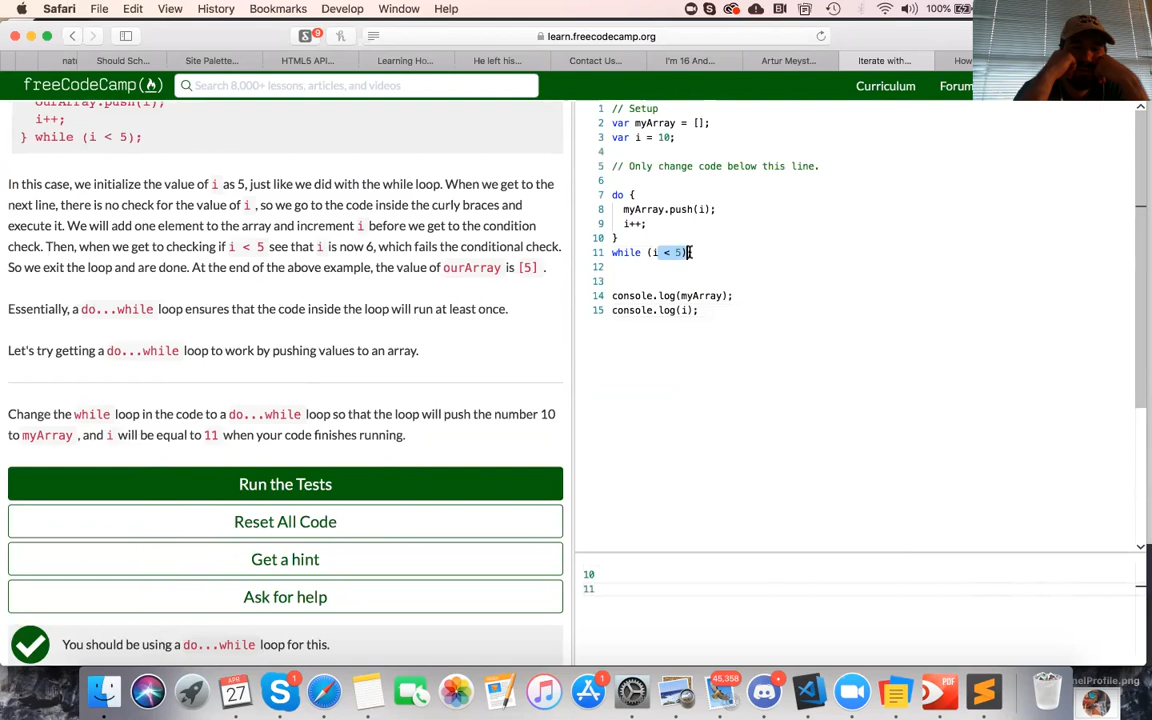 Safari File Edit View History Bookmarks Develop Window Help 100%
learn.freecodecamp.org
nati Should Sch... Site Palette... HTML5 API... Learning Ho... He left his... Contact Us... I'm 16 And... Artur Meyst... Iterate with... How
freeCodeCamp Search 8,000+ lessons, articles, and videos Curriculum Forum
ourArray.push(i);
i++;
} while (i < 5);
In this case, we initialize the value of i as 5, just like we did with the while loop. When we get to the
next line, there is no check for the value of i , so we go to the code inside the curly braces and
execute it. We will add one element to the array and increment i before we get to the condition
check. Then, when we get to checking if i < 5 see that i is now 6, which fails the conditional check.
So we exit the loop and are done. At the end of the above example, the value of ourArray is [5] .
Essentially, a do...while loop ensures that the code inside the loop will run at least once.
Let's try getting a do...while loop to work by pushing values to an array.
Change the while loop in the code to a do...while loop so that the loop will push the number 10
to myArray , and i will be equal to 11 when your code finishes running.
Run the Tests
Reset All Code
Get a hint
Ask for help
You should be using a do...while loop for this.
1 // Setup
2 var myArray = [];
3 var i = 10;
4
5 // Only change code below this line.
6
7 do {
8 myArray.push(i);
9 i++;
10 }
11 while (i < 5)
12
13
14 console.log(myArray);
15 console.log(i);
10
11
9
APR
27
1
1
45,358
PDF
nelProfile.png